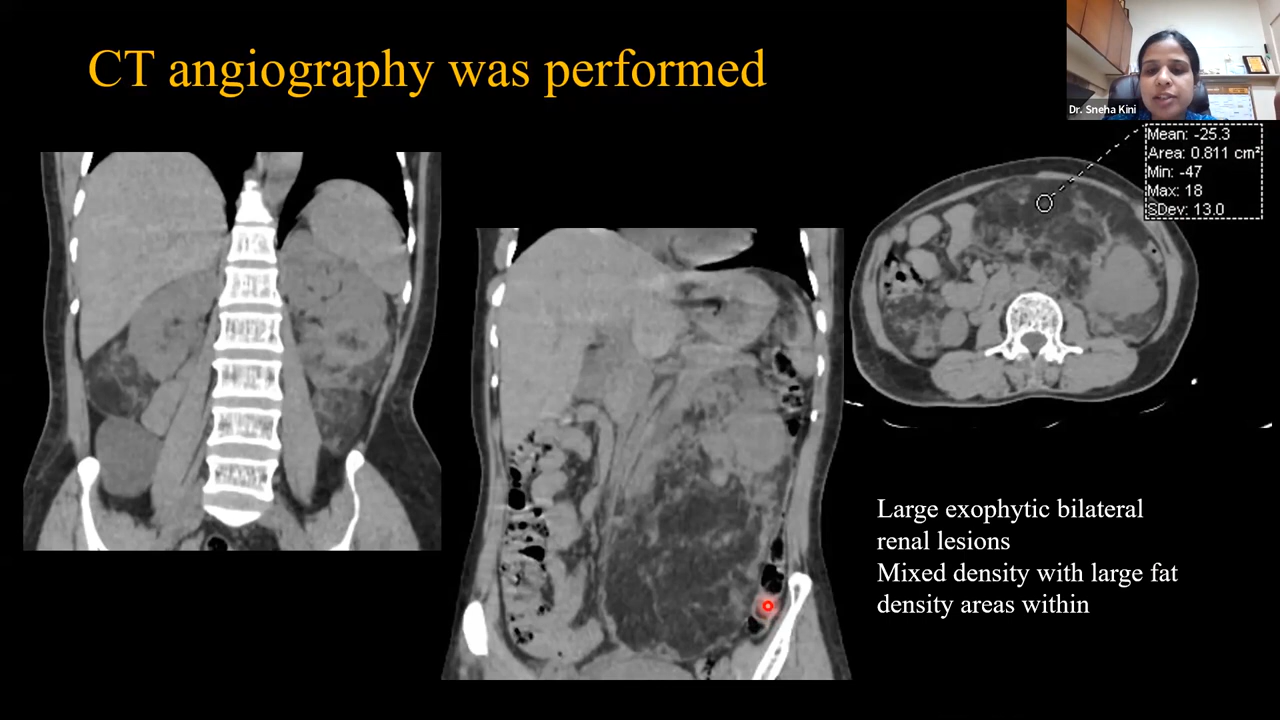 CT angiography was performed
Dr. Sneha Kini
Mean: -25.3
Area: 0.811 cm²
Min: -47
Max: 18
SDev: 13.0
Large exophytic bilateral
renal lesions
Mixed density with large fat
density areas within